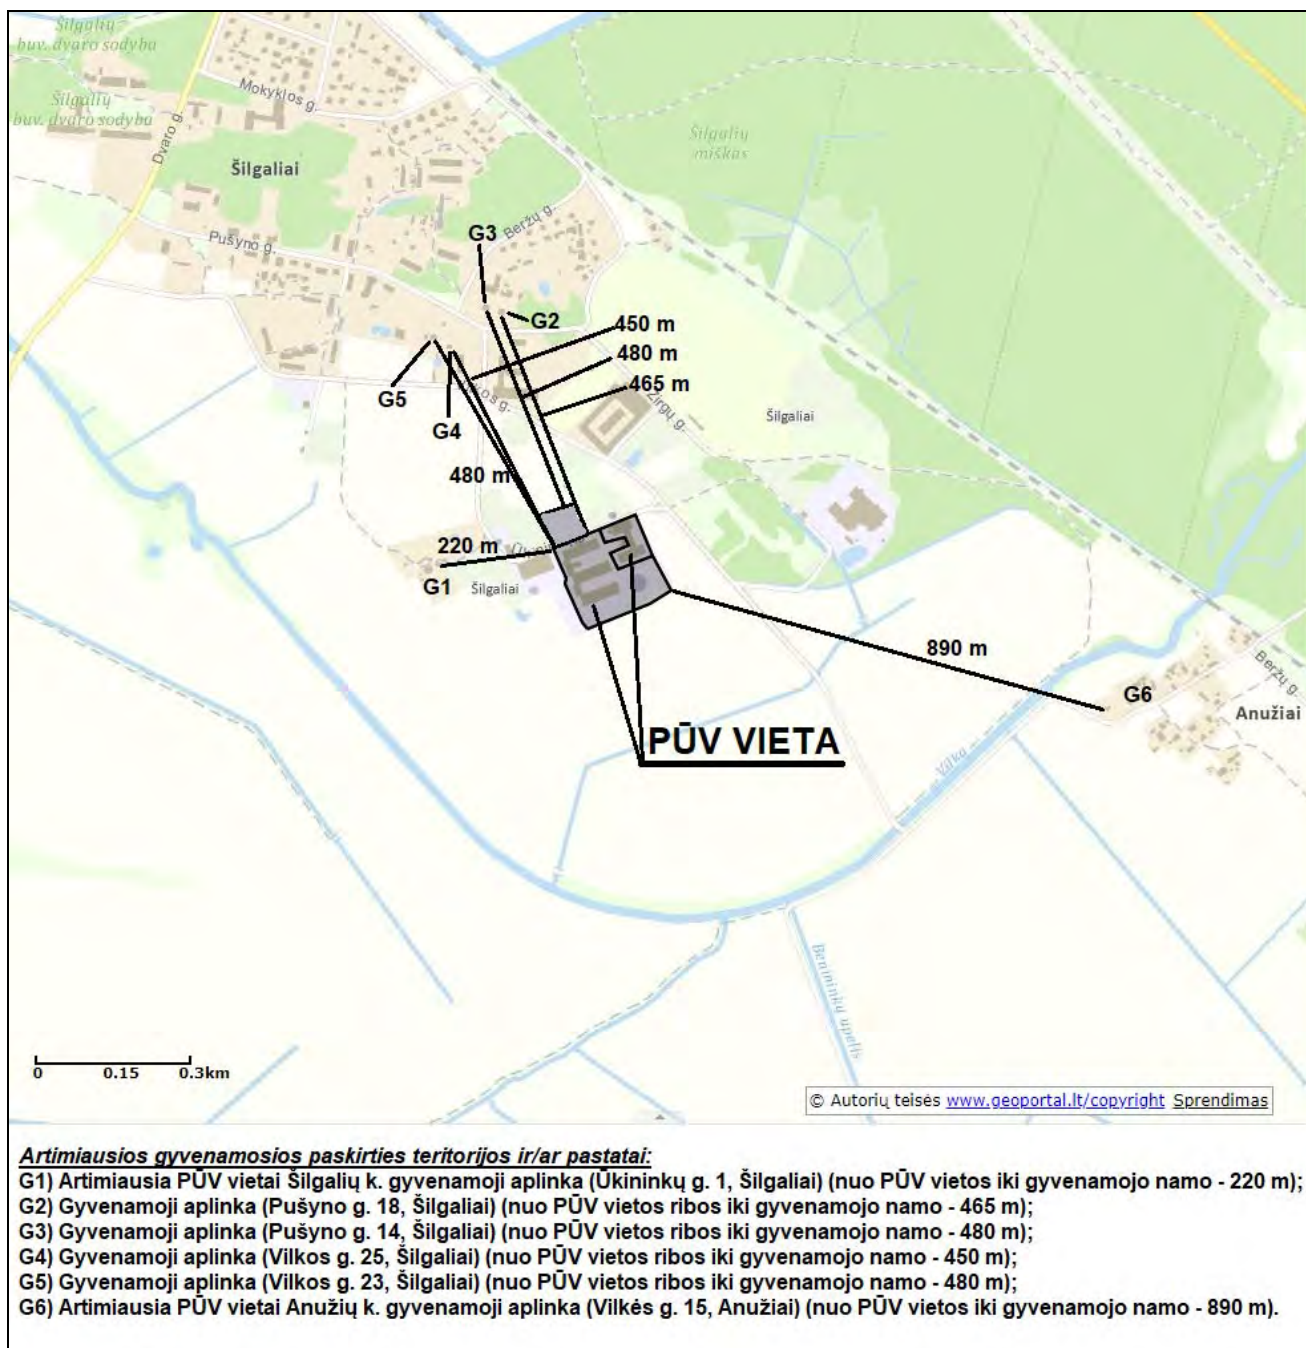 Šilgalių
buv. dvaro sodyba
Mokyklos g.
Šilgalių
buv. dvaro sodyba
Dvaro g.
Šilgalių
miškas
Šilgaliai
Beržų g.
G3
Pušyno g.
G2
450 m
480 m
465 m
G5
G4
Žirgų g.
Šilgaliai
480 m
220 m
G1
Šilgaliai
890 m
G6
Beržų g.
Anužiai
PŪV VIETA
Vilka
Benininkų upelis
0 0.15 0.3km
© Autorių teisės www.geoportal.lt/copyright Sprendimas
Artimiausios gyvenamosios paskirties teritorijos ir/ar pastatai:
G1) Artimiausia PŪV vietai Šilgalių k. gyvenamoji aplinka (Ūkininkų g. 1, Šilgaliai) (nuo PŪV vietos iki gyvenamojo namo - 220 m);
G2) Gyvenamoji aplinka (Pušyno g. 18, Šilgaliai) (nuo PŪV vietos ribos iki gyvenamojo namo - 465 m);
G3) Gyvenamoji aplinka (Pušyno g. 14, Šilgaliai) (nuo PŪV vietos ribos iki gyvenamojo namo - 480 m);
G4) Gyvenamoji aplinka (Vilkos g. 25, Šilgaliai) (nuo PŪV vietos ribos iki gyvenamojo namo - 450 m);
G5) Gyvenamoji aplinka (Vilkos g. 23, Šilgaliai) (nuo PŪV vietos ribos iki gyvenamojo namo - 480 m);
G6) Artimiausia PŪV vietai Anužių k. gyvenamoji aplinka (Vilkės g. 15, Anužiai) (nuo PŪV vietos iki gyvenamojo namo - 890 m).